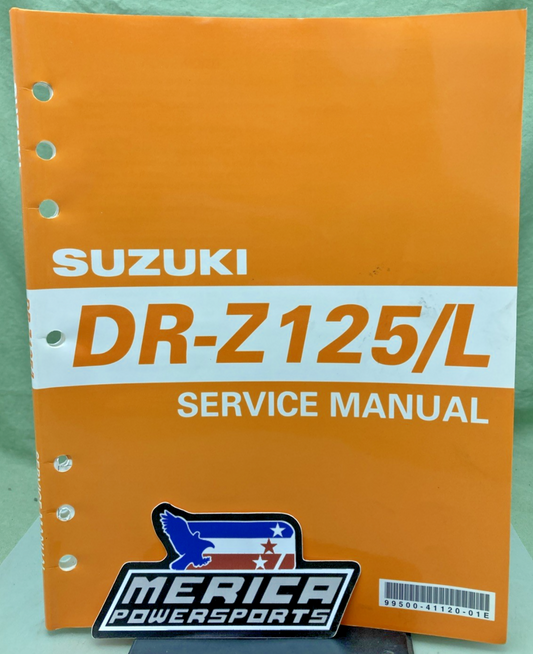 SUZUKI
DR-Z125/L
SERVICE MANUAL
MERICA
POWERSPORTS
99500-41120-01E